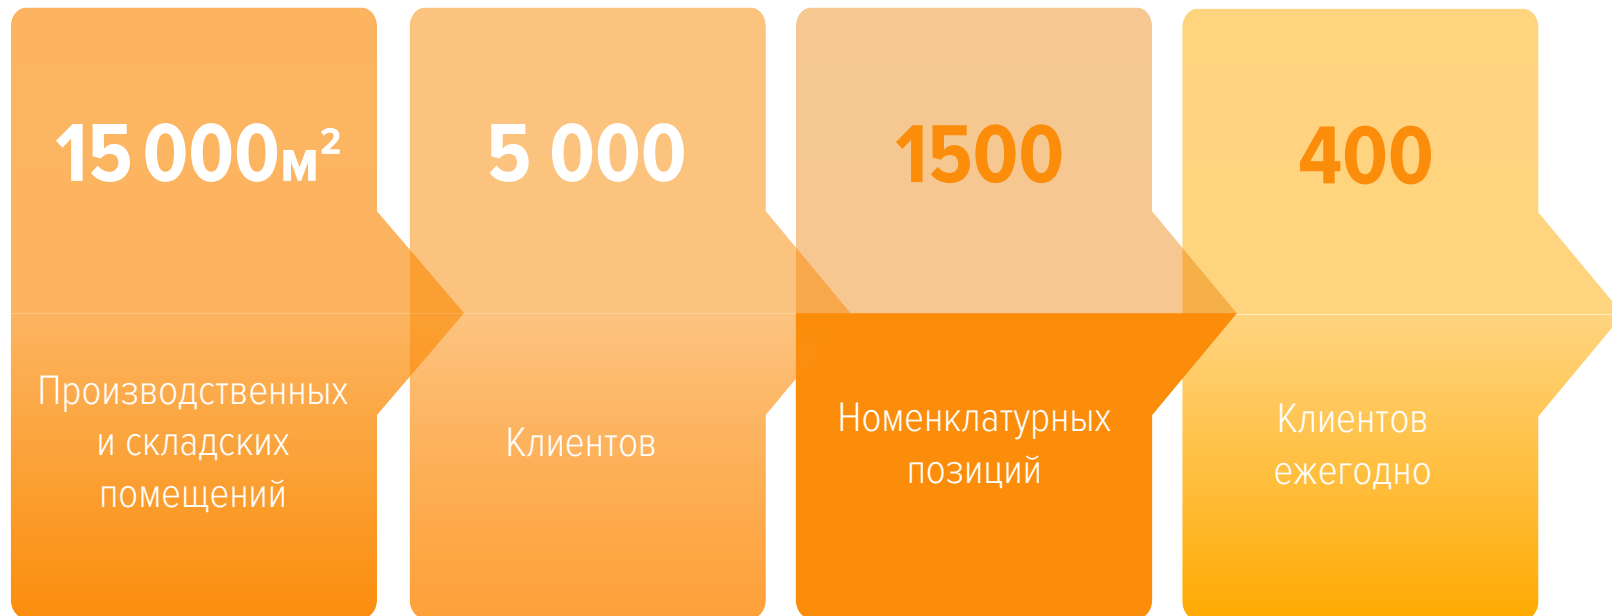 15 000м²
Производственных
и складских
помещений
5 000
Клиентов
1500
Номенклатурных
позиций
400
Клиентов
ежегодно